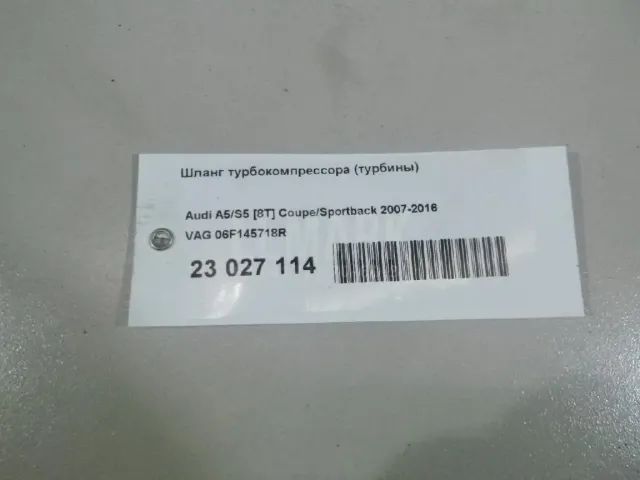 Шланг турбокомпрессора (турбины)
Audi A5/S5 [8T] Coupe/Sportback 2007-2016
VAG 06F145718R
23 027 114